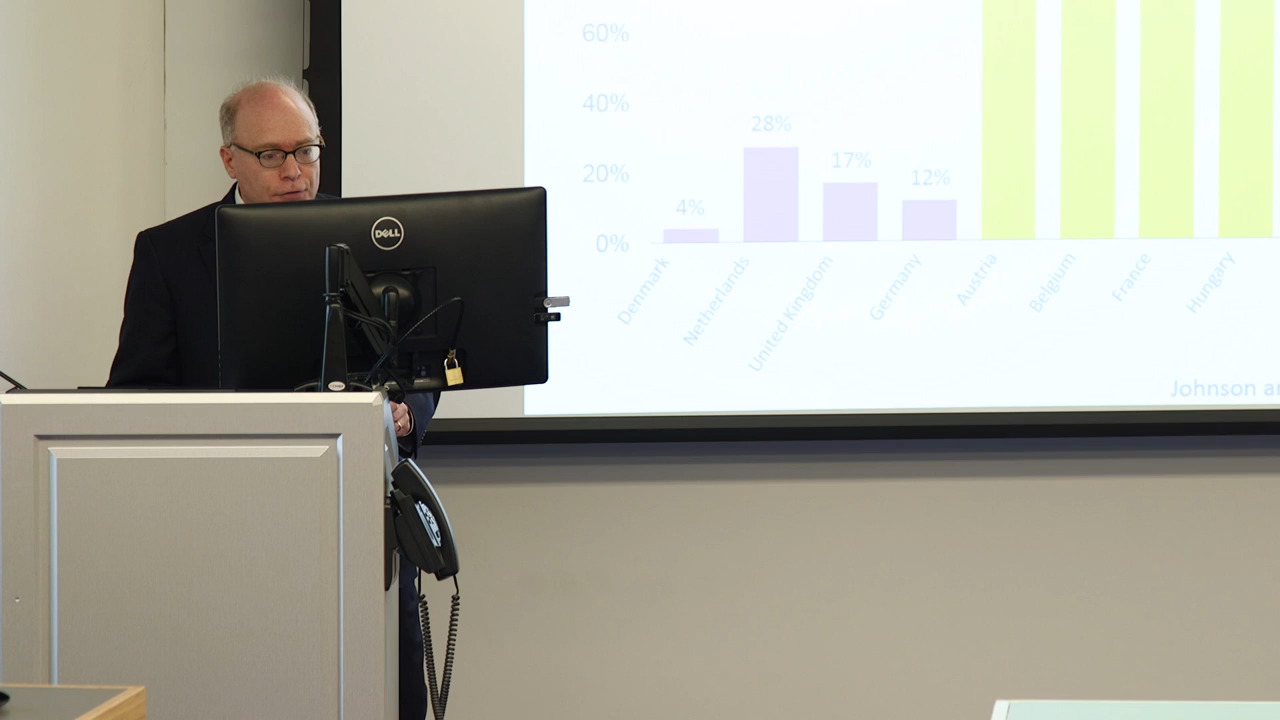 60%
40%
28%
20%
17%
12%
4%
0%
Denmark
Netherlands
United Kingdom
Germany
Austria
Belgium
France
Hungary
Johnson
DELL